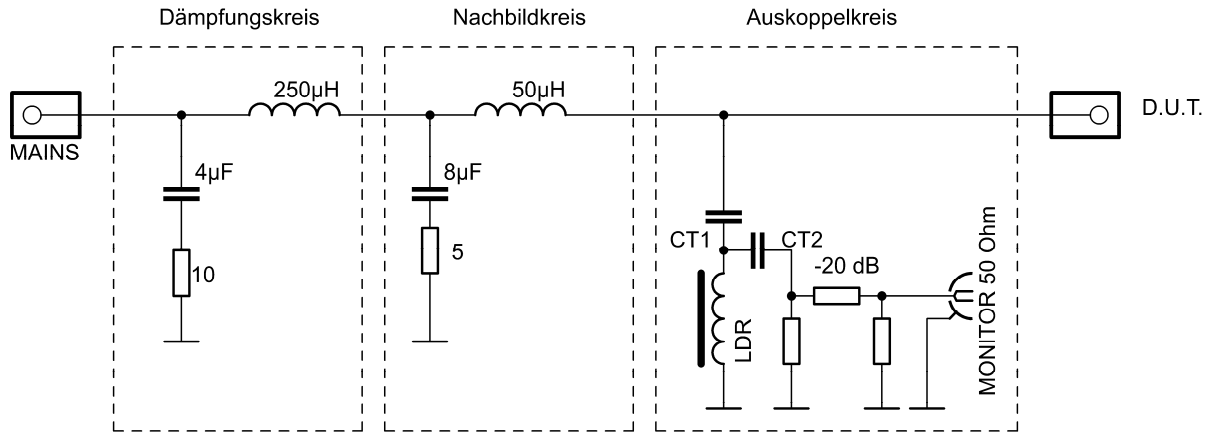 Dämpfungskreis
Nachbildkreis
Auskoppelkreis
250µH
50µH
D.U.T.
MAINS
4µF
8µF
CT1
CT2
-20 dB
10
5
LDR
MONITOR 50 Ohm